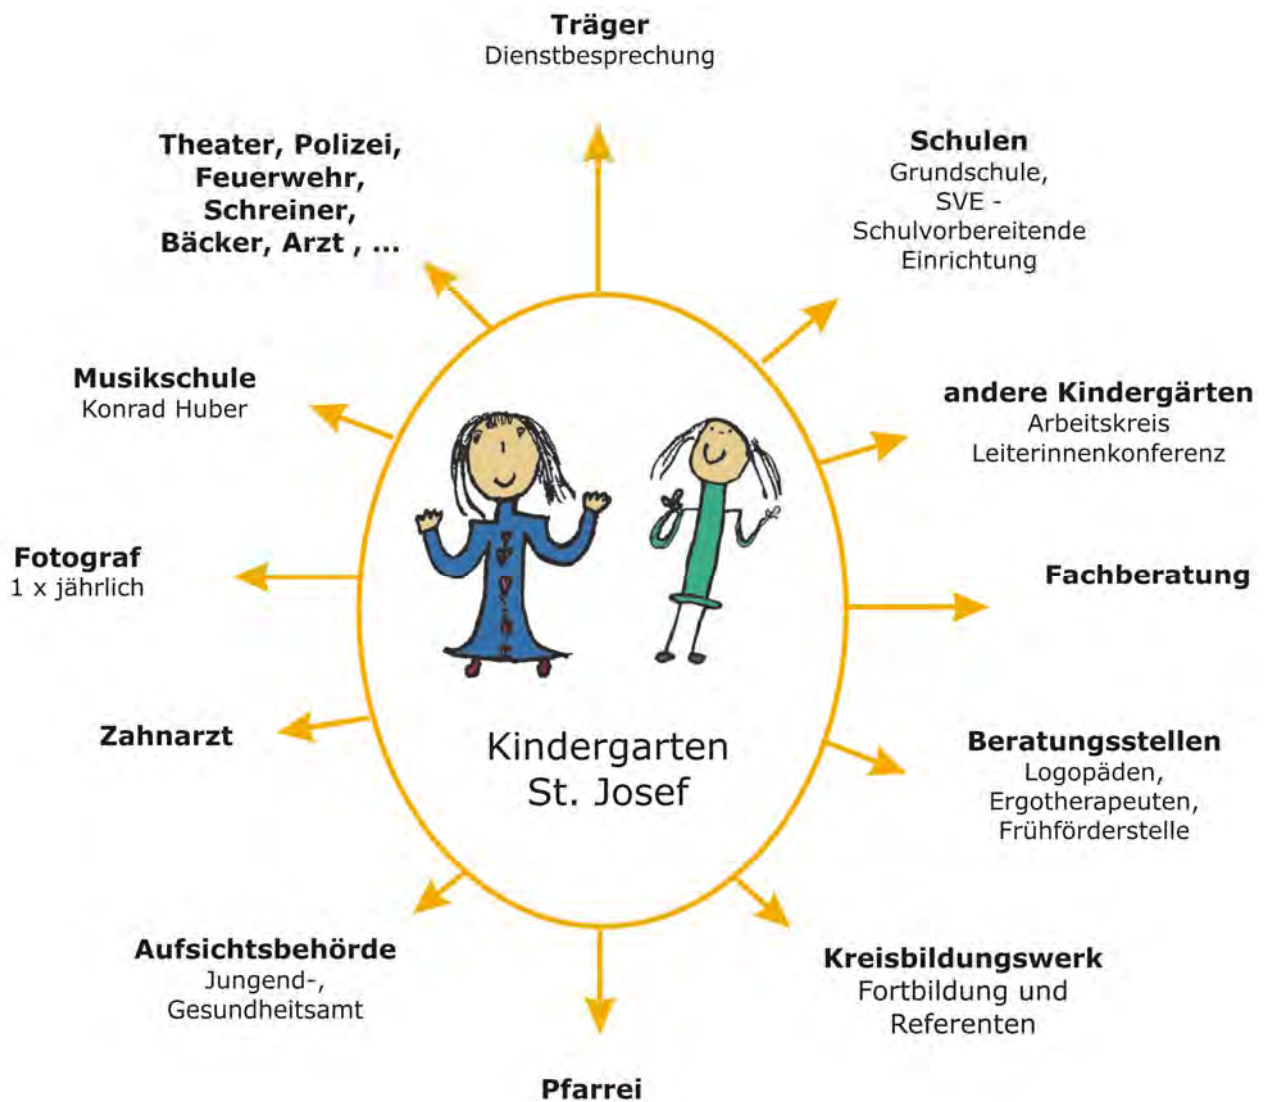 Träger
Dienstbesprechung
Theater, Polizei,
Feuerwehr,
Schreiner,
Bäcker, Arzt , ...
Schulen
Grundschule,
SVE -
Schulvorbereitende
Einrichtung
Musikschule
Konrad Huber
andere Kindergärten
Arbeitskreis
Leiterinnenkonferenz
Fotograf
1 x jährlich
Fachberatung
Zahnarzt
Kindergarten
St. Josef
Beratungsstellen
Logopäden,
Ergotherapeuten,
Frühförderstelle
Aufsichtsbehörde
Jungend-,
Gesundheitsamt
Kreisbildungswerk
Fortbildung und
Referenten
Pfarrei